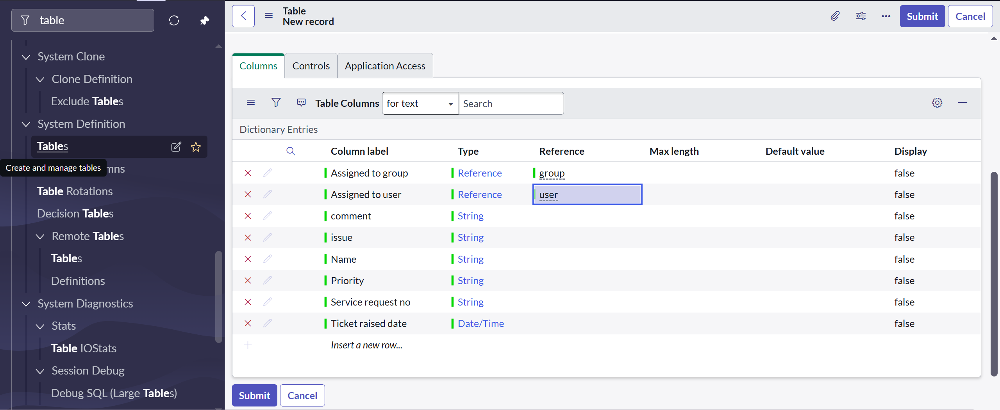 table
System Clone
Clone Definition
Exclude Tables
System Definition
Tables
Create and manage tables
mns
Table Rotations
Decision Tables
Remote Tables
Tables
Definitions
System Diagnostics
Stats
Table IOStats
Session Debug
Debug SQL (Large Tables)
Table
New record
Submit Cancel
Columns Controls Application Access
Table Columns for text Search
Dictionary Entries
Column label Type Reference Max length Default value Display
Assigned to group Reference group false
Assigned to user Reference user false
comment String false
issue String false
Name String false
Priority String false
Service request no String false
Ticket raised date Date/Time false
Insert a new row...
Submit Cancel